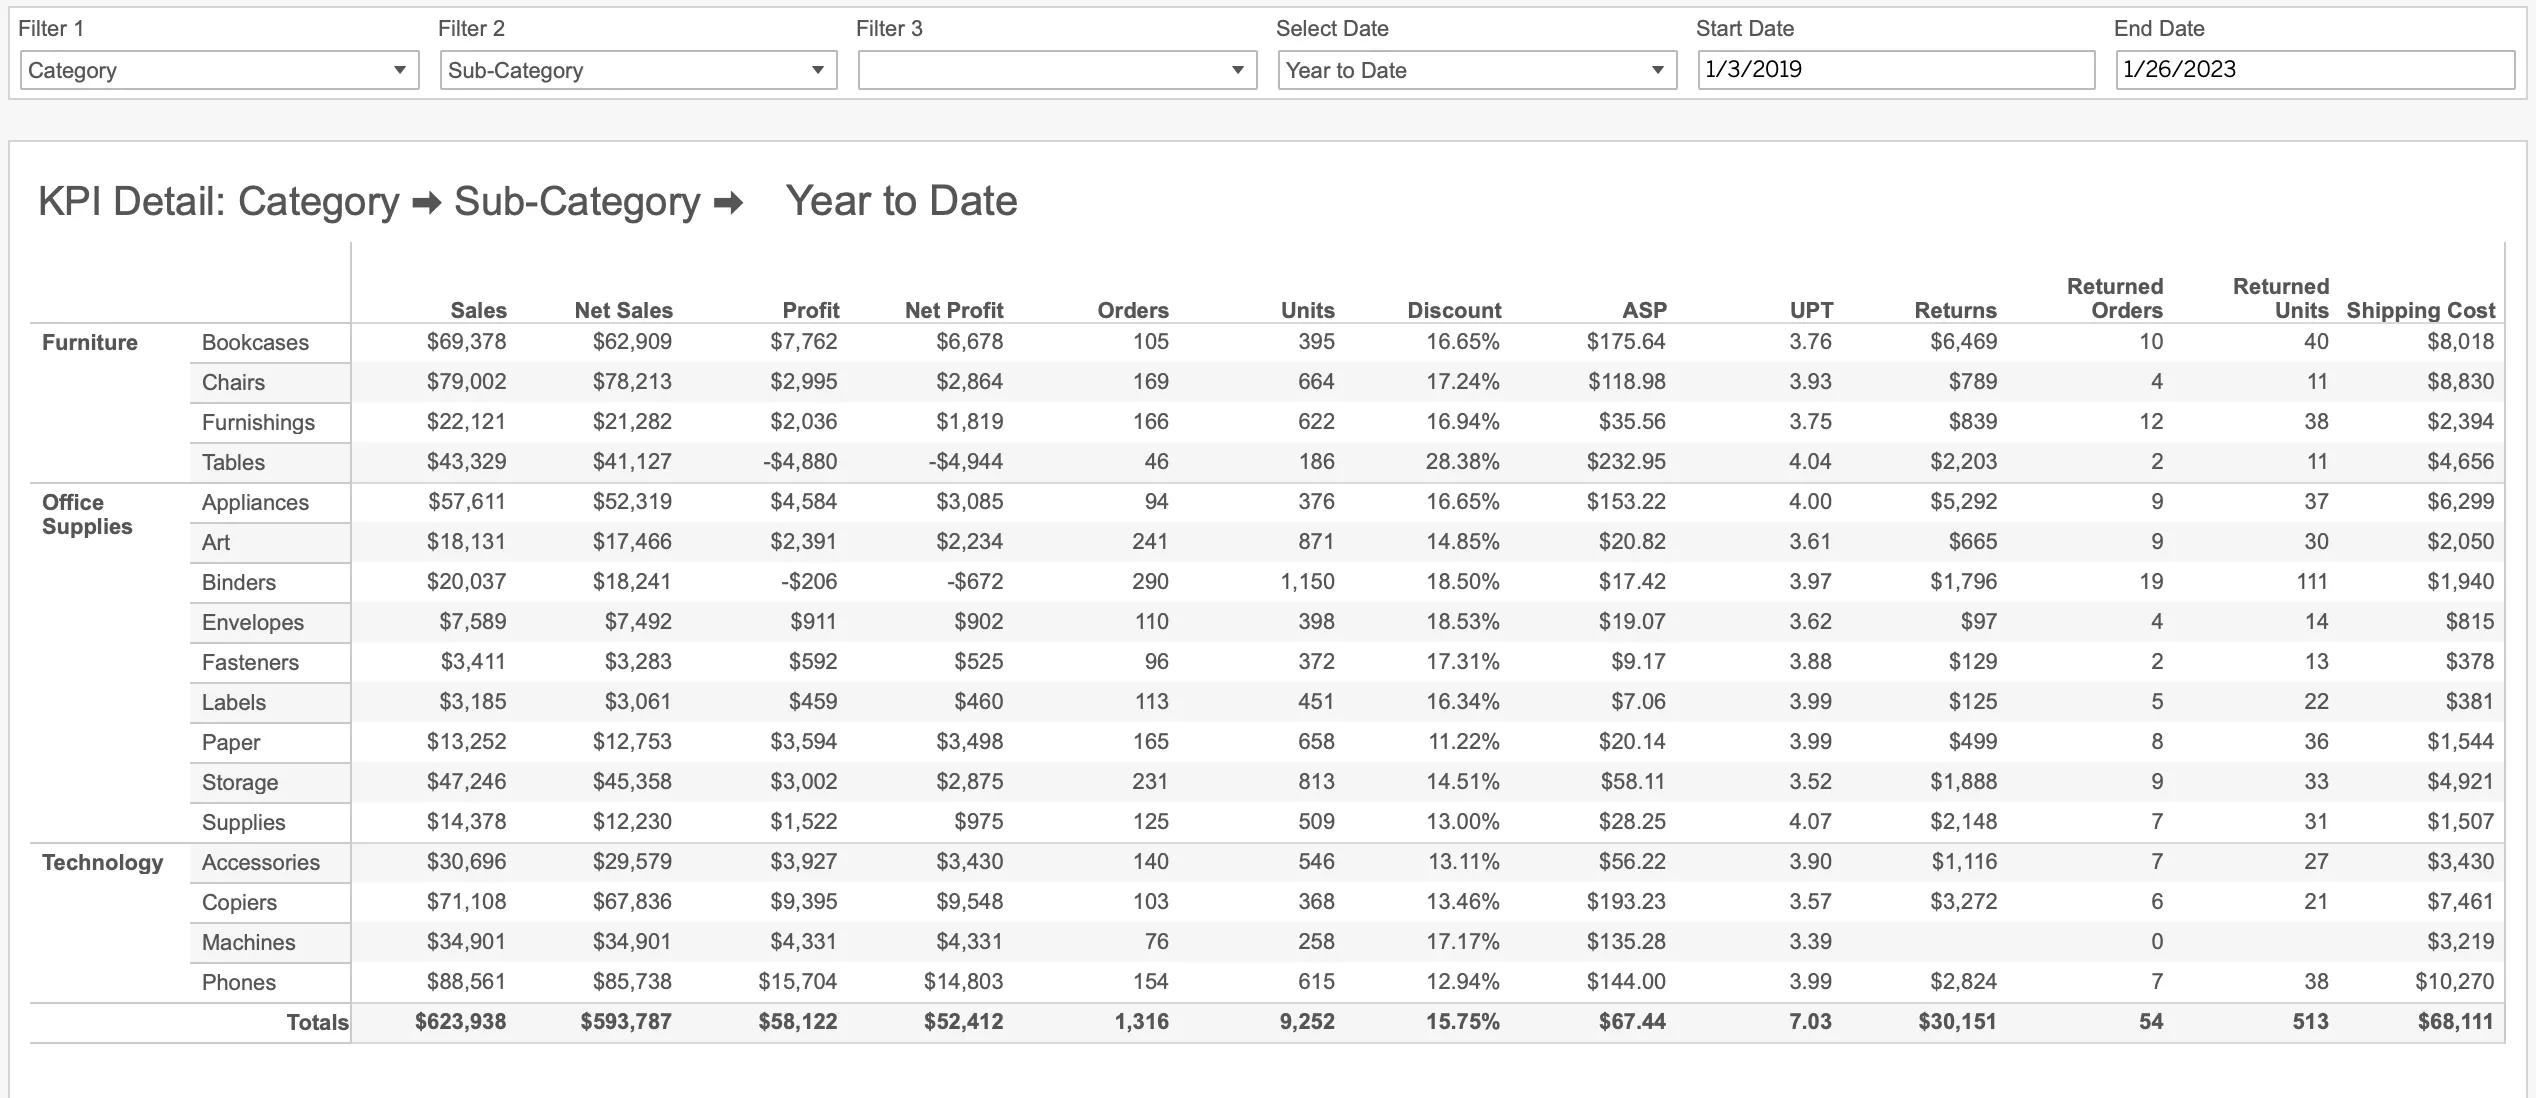 Filter 1 Filter 2 Filter 3 Select Date Start Date End Date
Category Sub-Category Year to Date 1/3/2019 1/26/2023
KPI Detail: Category ➡ Sub-Category ➡ Year to Date
Returned Returned
Sales Net Sales Profit Net Profit Orders Units Discount ASP UPT Returns Orders Units Shipping Cost
Furniture Bookcases $69,378 $62,909 $7,762 $6,678 105 395 16.65% $175.64 3.76 $6,469 10 40 $8,018
Chairs $79,002 $78,213 $2,995 $2,864 169 664 17.24% $118.98 3.93 $789 4 11 $8,830
Furnishings $22,121 $21,282 $2,036 $1,819 166 622 16.94% $35.56 3.75 $839 12 38 $2,394
Tables $43,329 $41,127 -$4,880 -$4,944 46 186 28.38% $232.95 4.04 $2,203 2 11 $4,656
Office Appliances $57,611 $52,319 $4,584 $3,085 94 376 16.65% $153.22 4.00 $5,292 9 37 $6,299
Supplies Art $18,131 $17,466 $2,391 $2,234 241 871 14.85% $20.82 3.61 $665 9 30 $2,050
Binders $20,037 $18,241 -$206 -$672 290 1,150 18.50% $17.42 3.97 $1,796 19 111 $1,940
Envelopes $7,589 $7,492 $911 $902 110 398 18.53% $19.07 3.62 $97 4 14 $815
Fasteners $3,411 $3,283 $592 $525 96 372 17.31% $9.17 3.88 $129 2 13 $378
Labels $3,185 $3,061 $459 $460 113 451 16.34% $7.06 3.99 $125 5 22 $381
Paper $13,252 $12,753 $3,594 $3,498 165 658 11.22% $20.14 3.99 $499 8 36 $1,544
Storage $47,246 $45,358 $3,002 $2,875 231 813 14.51% $58.11 3.52 $1,888 9 33 $4,921
Supplies $14,378 $12,230 $1,522 $975 125 509 13.00% $28.25 4.07 $2,148 7 31 $1,507
Technology Accessories $30,696 $29,579 $3,927 $3,430 140 546 13.11% $56.22 3.90 $1,116 7 27 $3,430
Copiers $71,108 $67,836 $9,395 $9,548 103 368 13.46% $193.23 3.57 $3,272 6 21 $7,461
Machines $34,901 $34,901 $4,331 $4,331 76 258 17.17% $135.28 3.39 0 $3,219
Phones $88,561 $85,738 $15,704 $14,803 154 615 12.94% $144.00 3.99 $2,824 7 38 $10,270
Totals $623,938 $593,787 $58,122 $52,412 1,316 9,252 15.75% $67.44 7.03 $30,151 54 513 $68,111